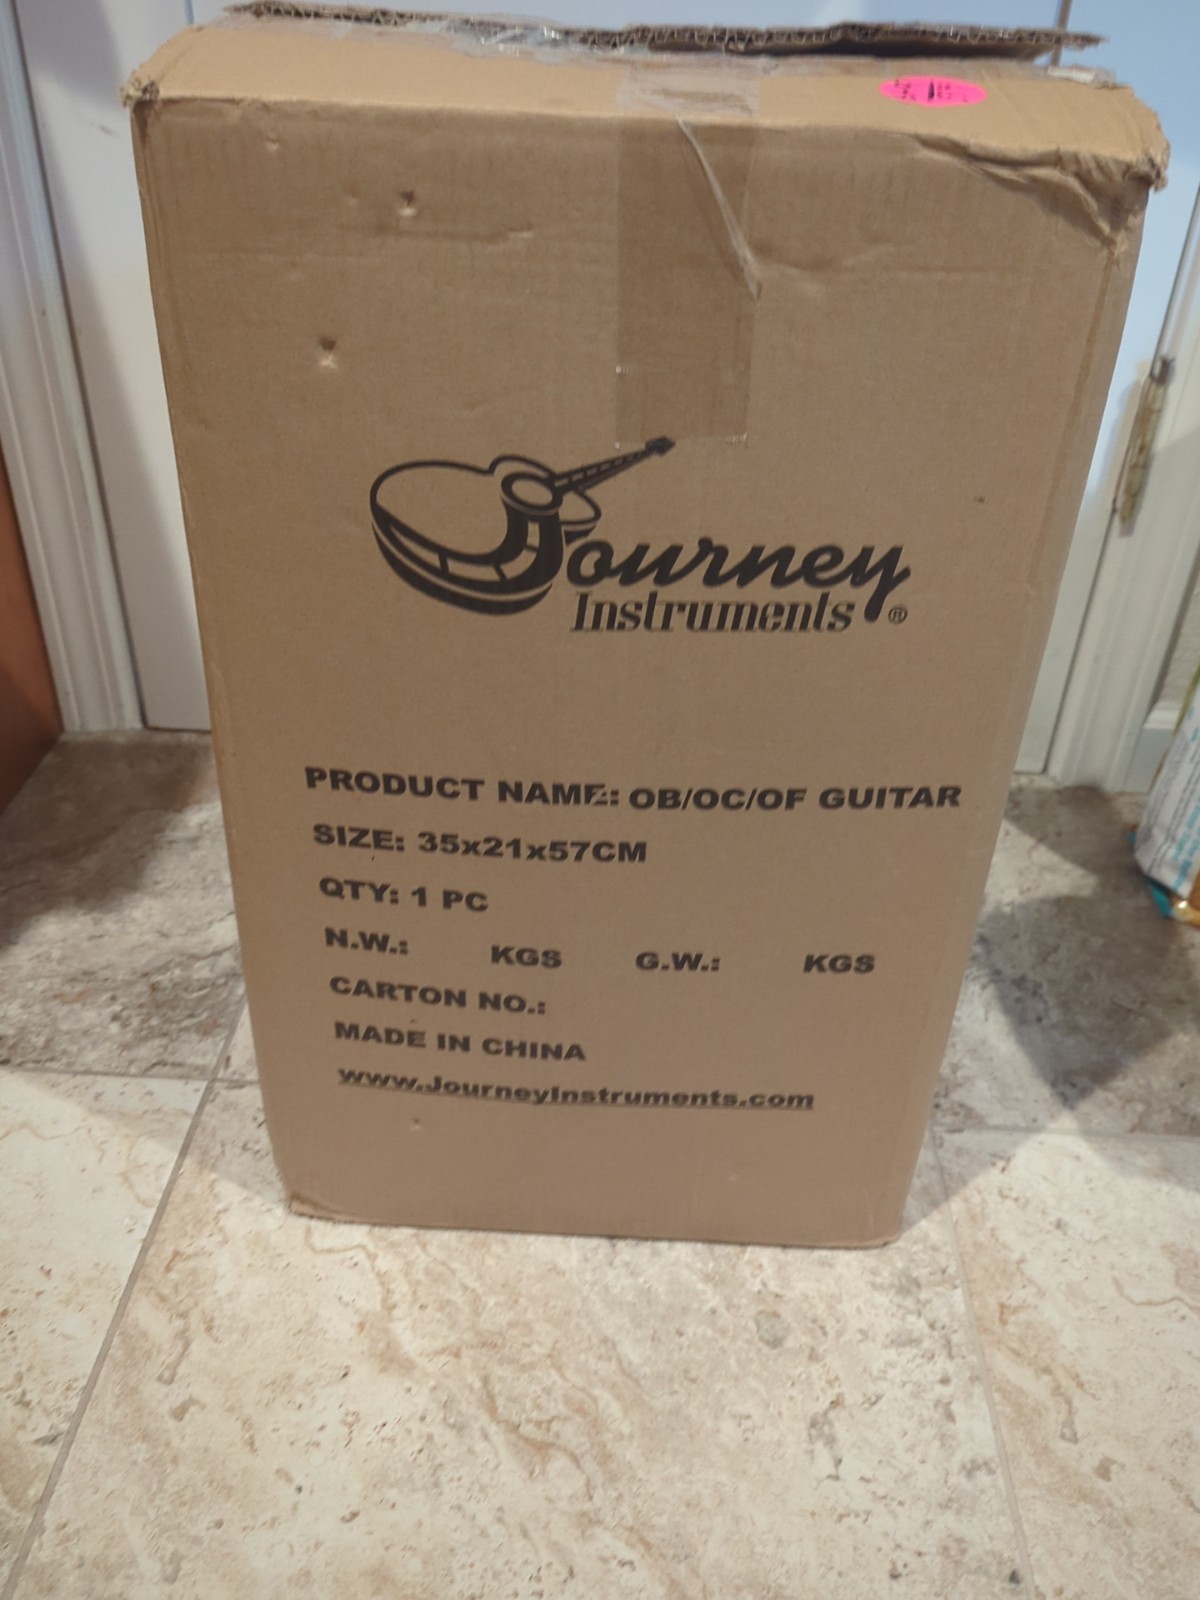 Journey
Instruments ®
PRODUCT NAME: OB/OC/OF GUITAR
SIZE: 35x21x57CM
QTY: 1 PC
N.W.: KGS G.W.: KGS
CARTON NO.:
MADE IN CHINA
www.JourneyInstruments.com